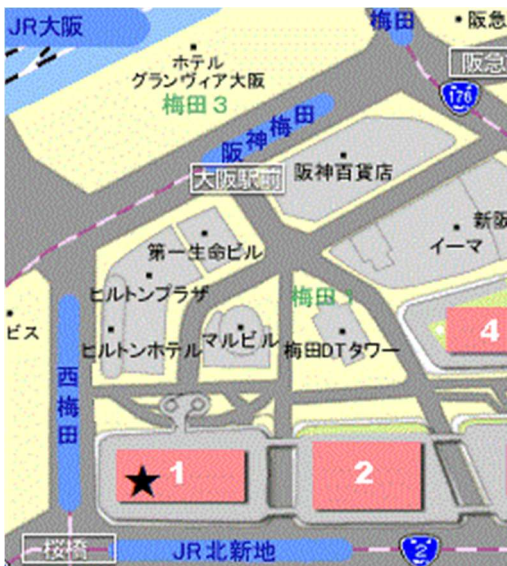 JR大阪
梅田
阪急
ホテル
グランヴィア大阪
梅田3
阪急
176
阪神梅田
大阪駅前
阪神百貨店
新阪
イーマ
第一生命ビル
ヒルトンプラザ
梅田1
ビス
ヒルトンホテル
マルビル
梅田DTタワー
4
西梅田
1
2
桜橋
JR北新地
2